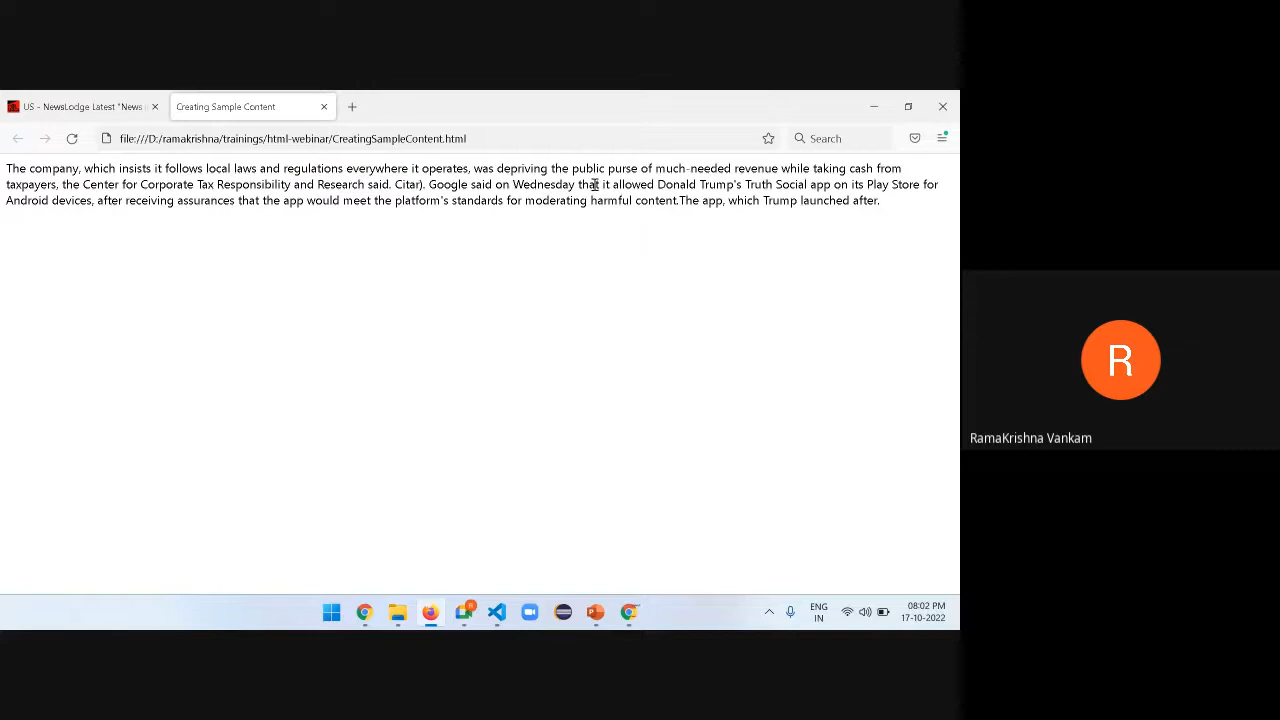 US - NewsLodge Latest "News
Creating Sample Content
file:///D:/ramakrishna/trainings/html-webinar/CreatingSampleContent.html
Search
The company, which insists it follows local laws and regulations everywhere it operates, was depriving the public purse of much-needed revenue while taking cash from
taxpayers, the Center for Corporate Tax Responsibility and Research said. Citar). Google said on Wednesday that it allowed Donald Trump's Truth Social app on its Play Store for
Android devices, after receiving assurances that the app would meet the platform's standards for moderating harmful content.The app, which Trump launched after.
R
RamaKrishna Vankam
ENG
IN
08:02 PM
17-10-2022